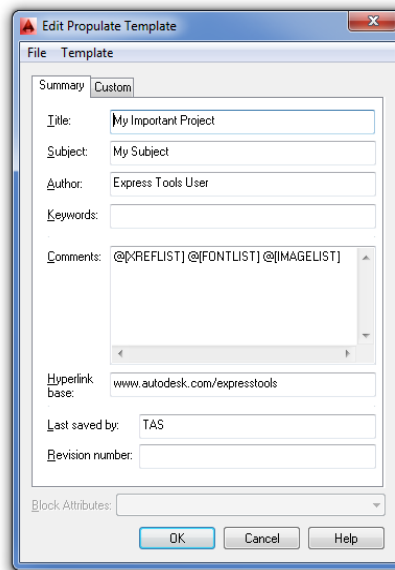 Edit Propulate Template
File Template
Summary Custom
Title: My Important Project
Subject: My Subject
Author: Express Tools User
Keywords:
Comments: @[XREFLIST] @[FONTLIST] @[IMAGELIST]
Hyperlink
base: www.autodesk.com/expresstools
Last saved by: TAS
Revision number:
Block Attributes:
OK Cancel Help